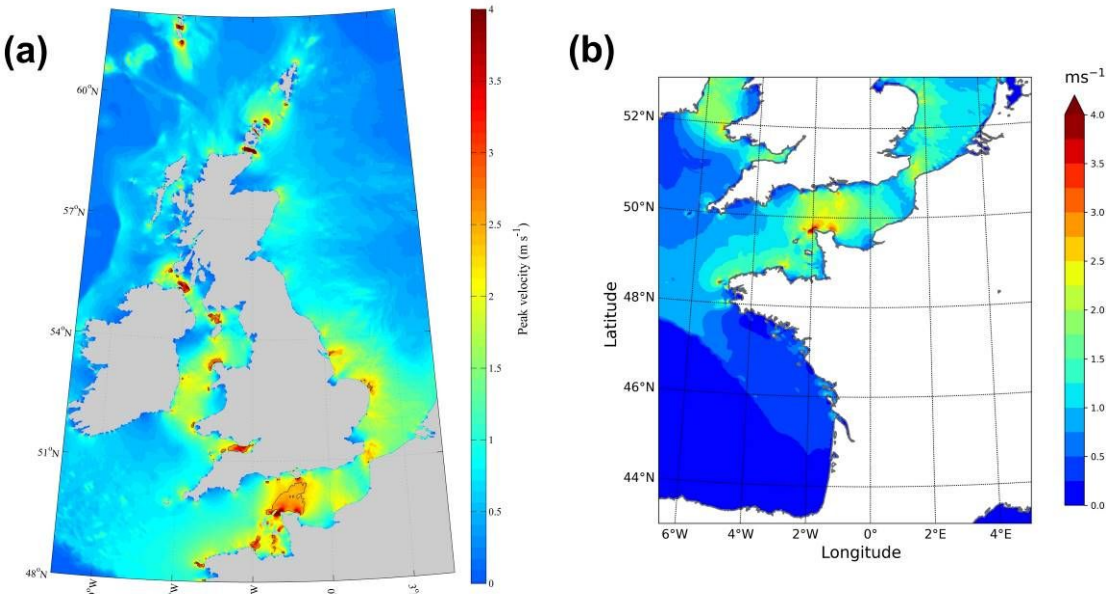 (a)
60°N
57°N
54°N
51°N
48°N
°W
°W
°W
0
3°
4
3.5
3
2.5
2
1.5
1
0.5
0
Peak velocity (m s⁻¹)
(b)
52°N
50°N
48°N
46°N
44°N
Latitude
6°W 4°W 2°W 0° 2°E 4°E
Longitude
ms⁻¹
4.0
3.5
3.0
2.5
2.0
1.5
1.0
0.5
0.0